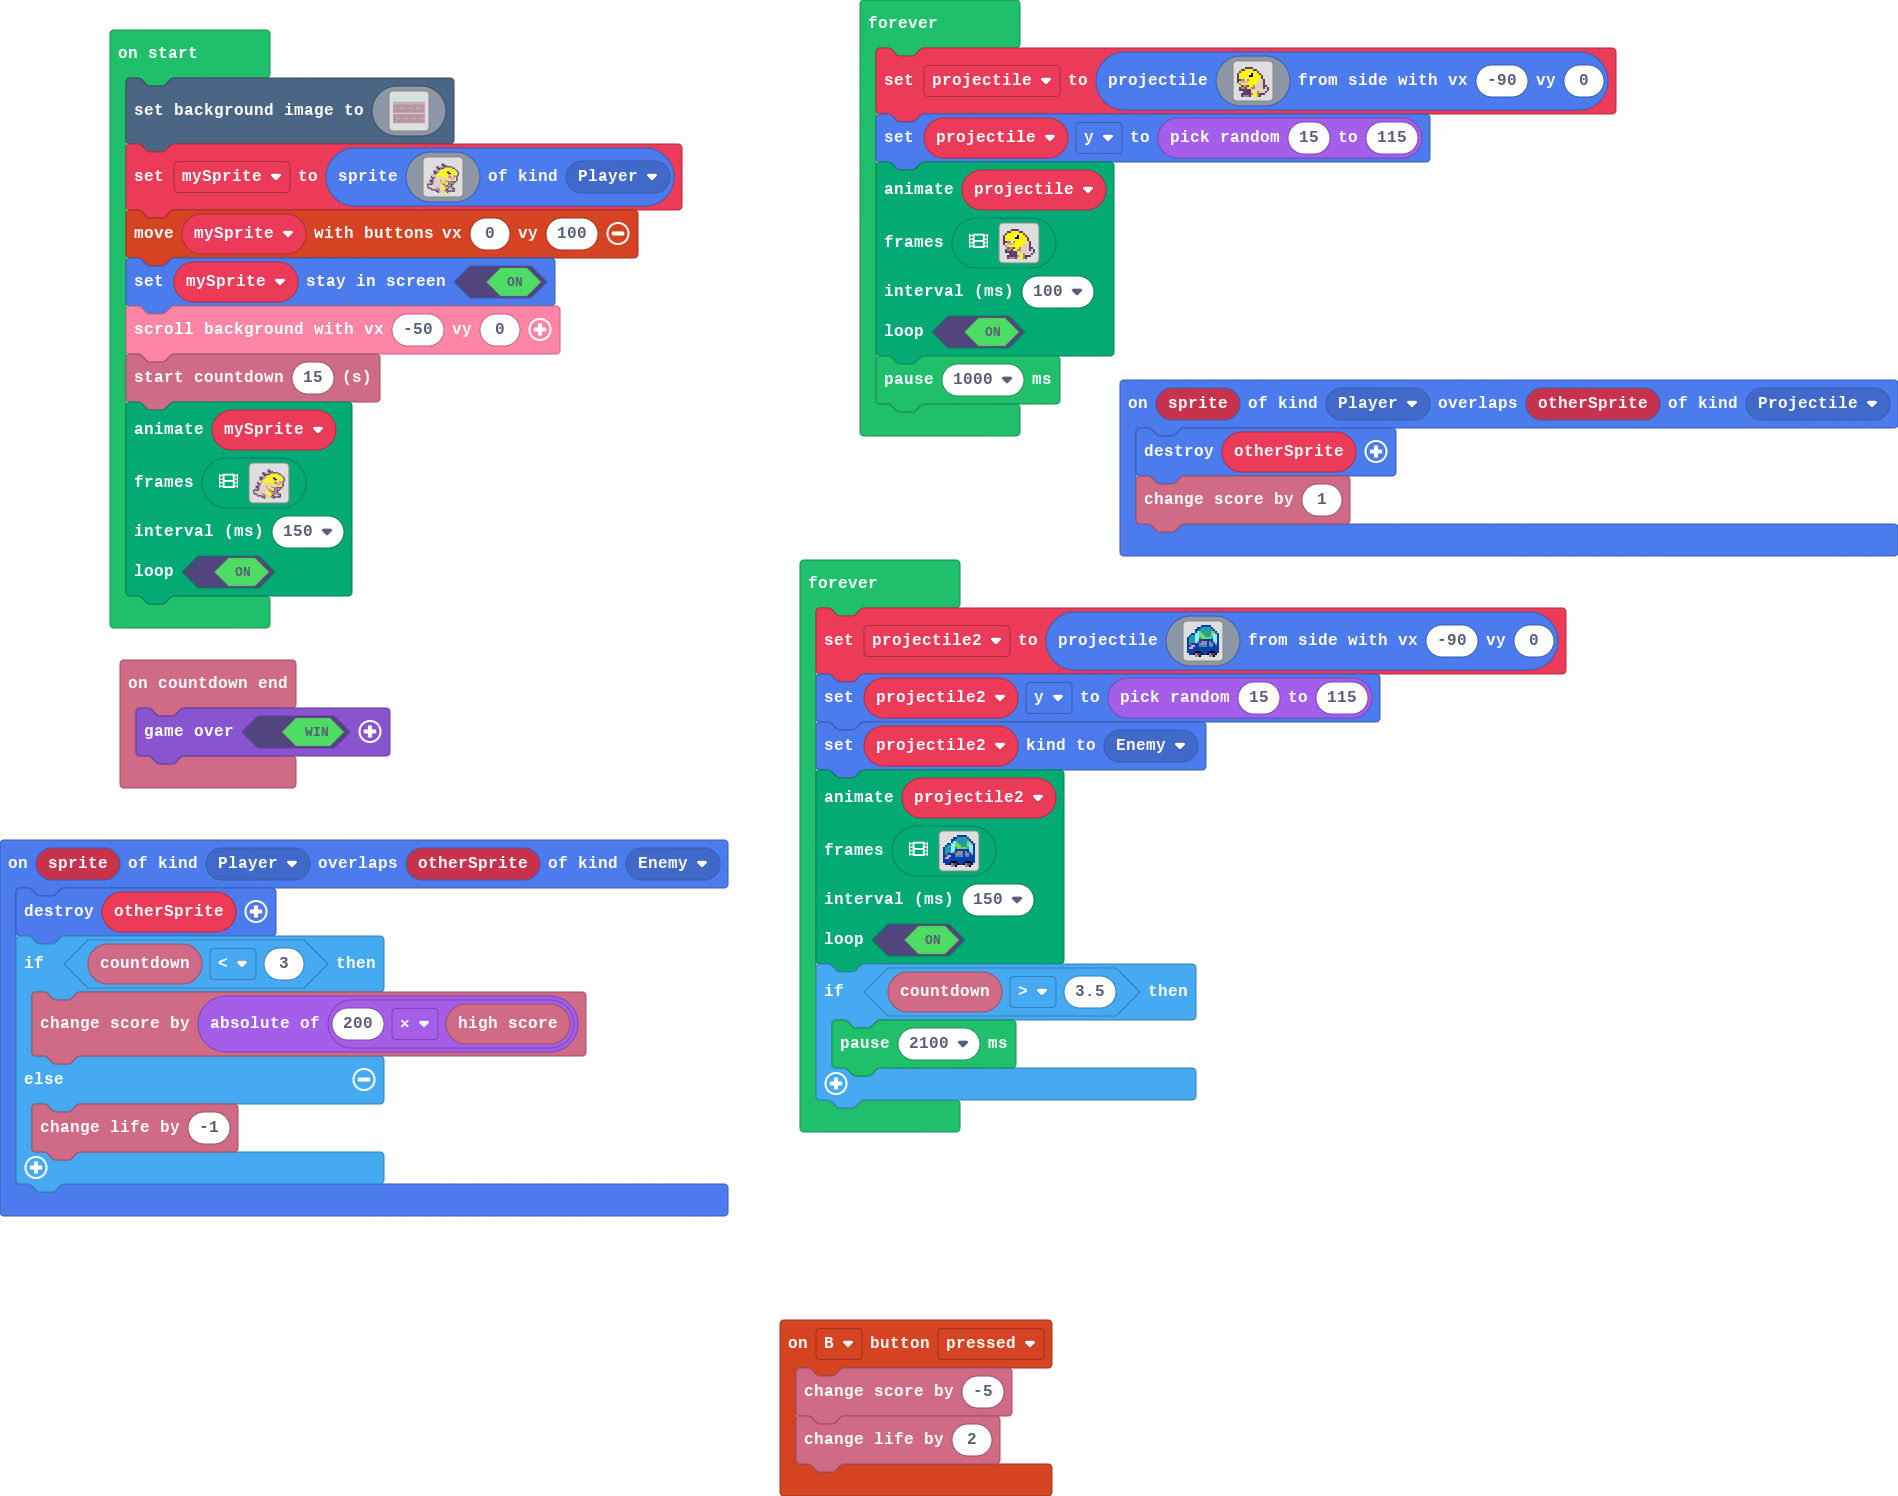 on start
set background image to
set mySprite to sprite of kind Player
move mySprite with buttons vx 0 vy 100
set mySprite stay in screen ON
scroll background with vx -50 vy 0
start countdown 15 (s)
animate mySprite
frames
interval (ms) 150
loop ON
on countdown end
game over WIN
on sprite of kind Player overlaps otherSprite of kind Enemy
destroy otherSprite
if countdown < 3 then
change score by absolute of 200 × high score
else
change life by -1
forever
set projectile to projectile from side with vx -90 vy 0
set projectile y to pick random 15 to 115
animate projectile
frames
interval (ms) 100
loop ON
pause 1000 ms
on sprite of kind Player overlaps otherSprite of kind Projectile
destroy otherSprite
change score by 1
forever
set projectile2 to projectile from side with vx -90 vy 0
set projectile2 y to pick random 15 to 115
set projectile2 kind to Enemy
animate projectile2
frames
interval (ms) 150
loop ON
if countdown > 3.5 then
pause 2100 ms
on B button pressed
change score by -5
change life by 2